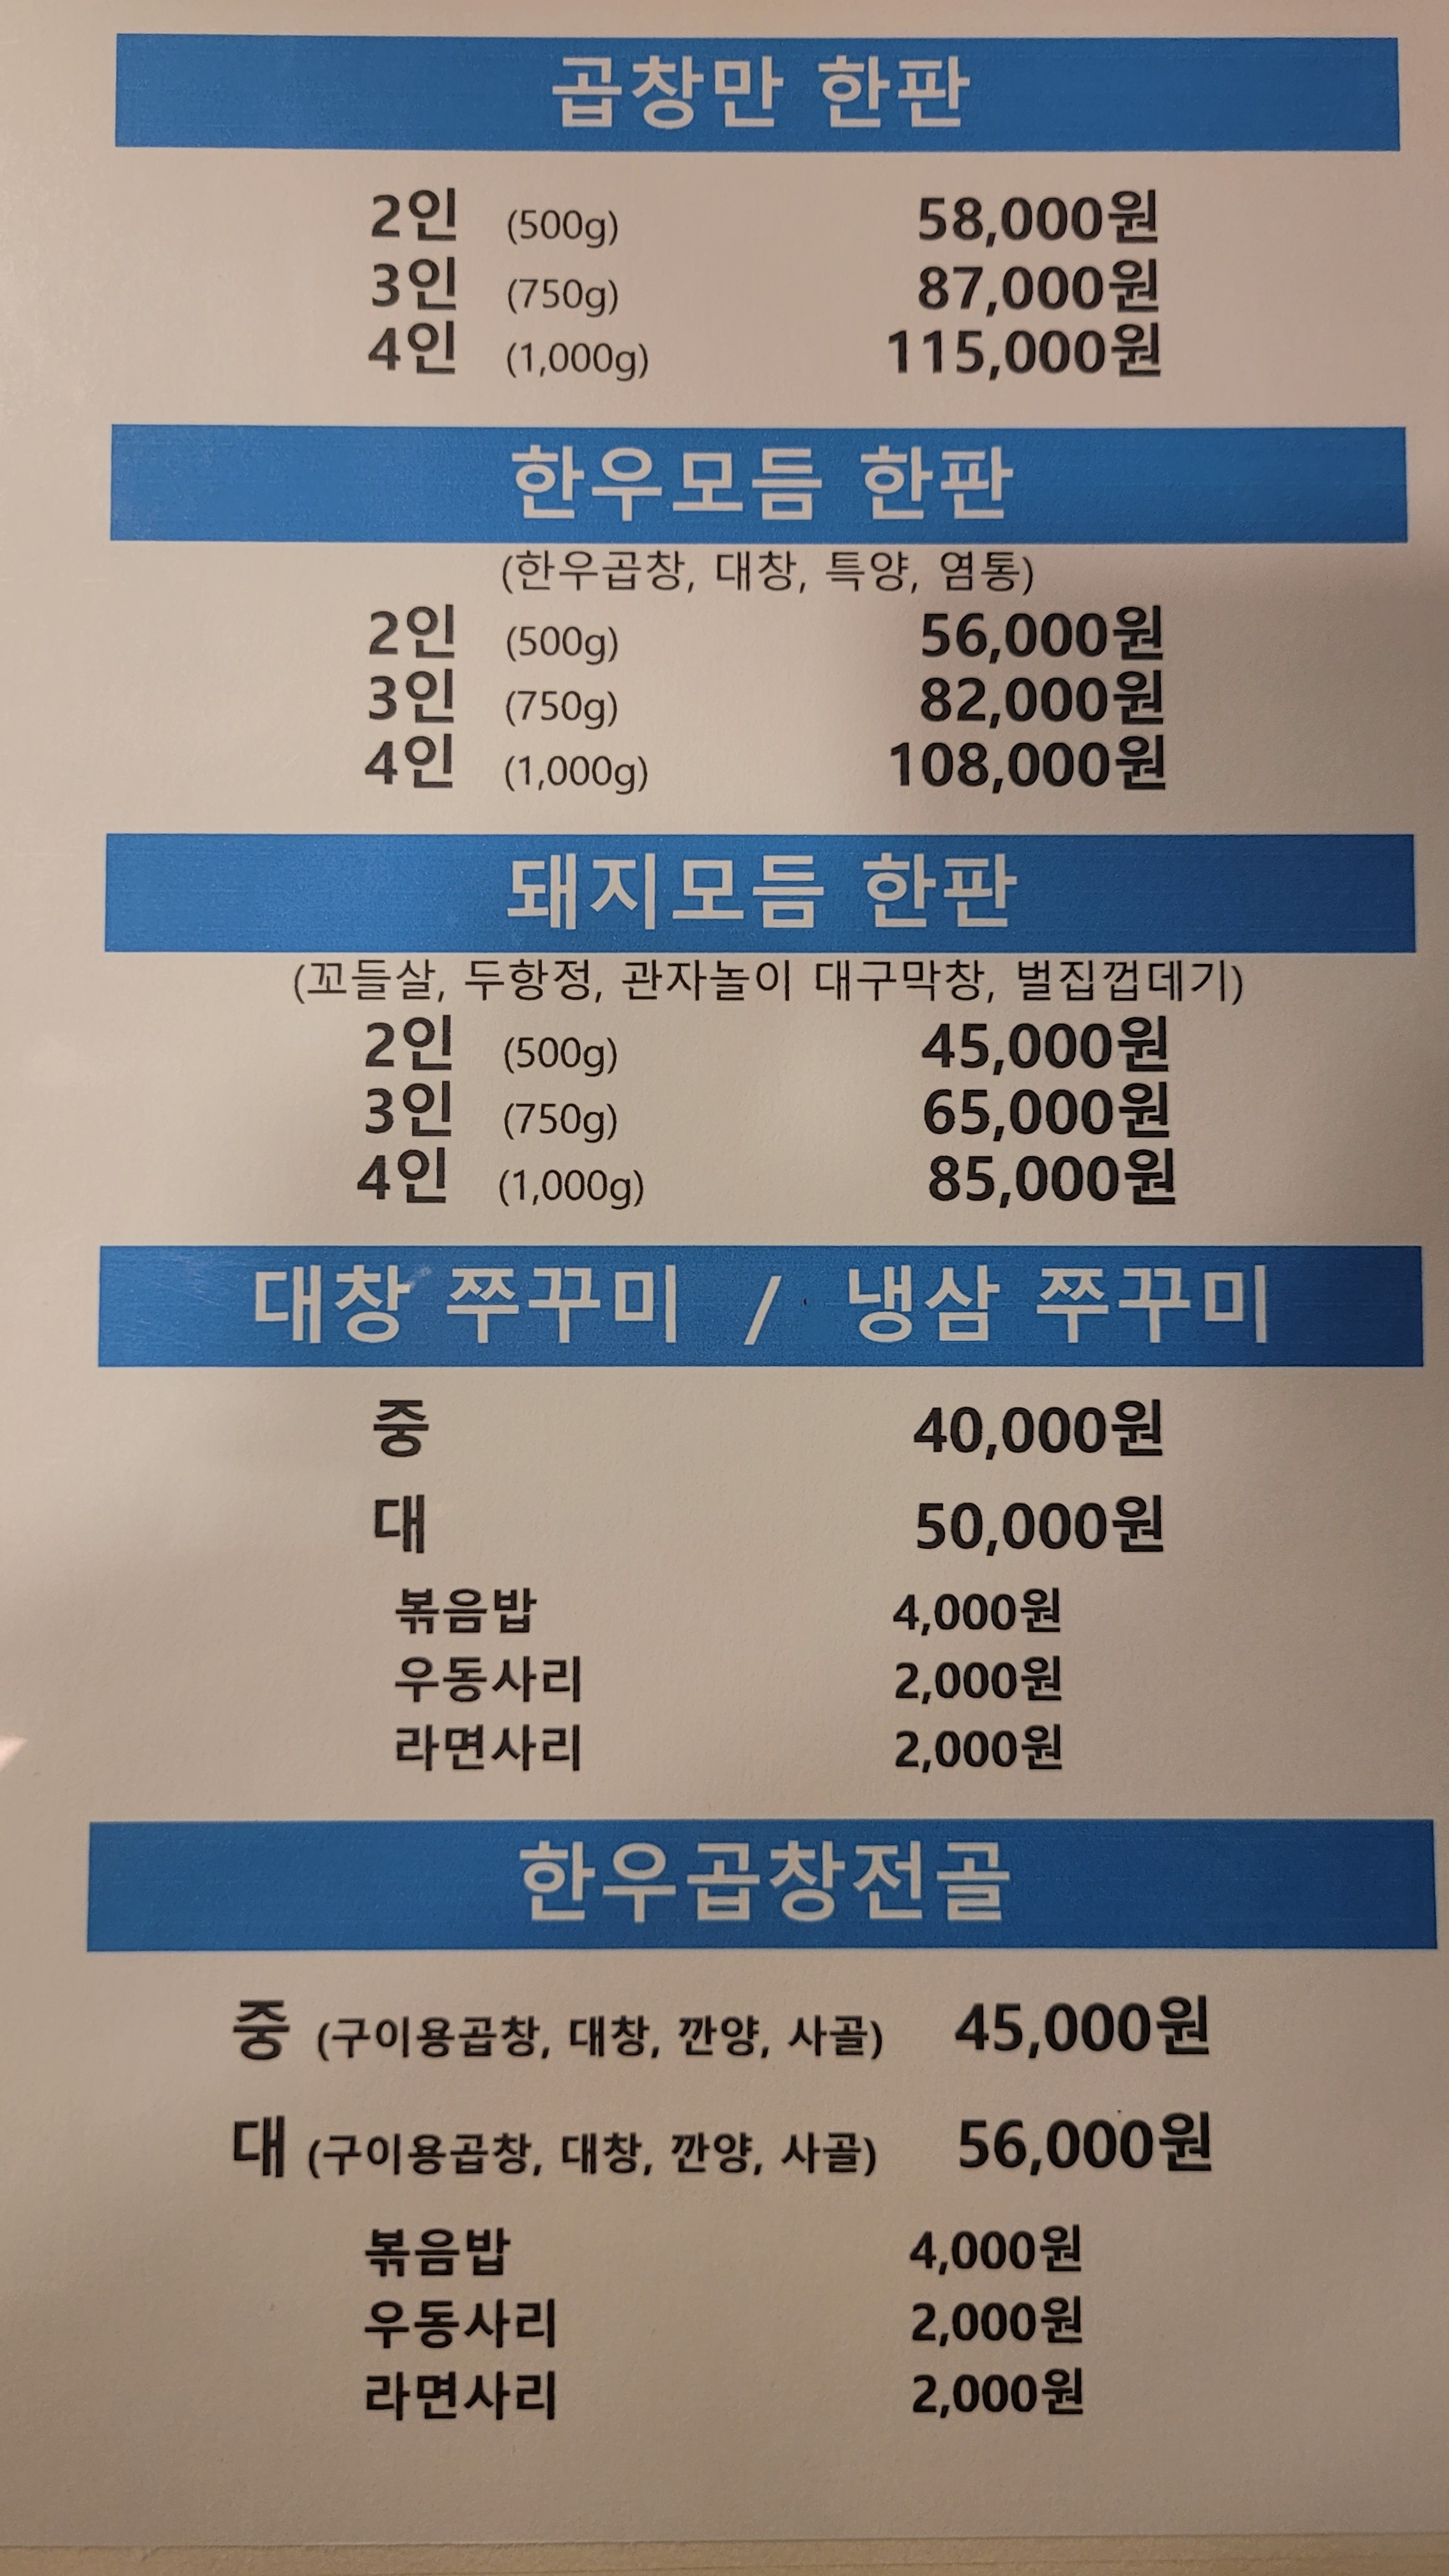 곱창만 한판
2인 (500g) 58,000원
3인 (750g) 87,000원
4인 (1,000g) 115,000원
한우모듬 한판
(한우곱창, 대창, 특양, 염통)
2인 (500g) 56,000원
3인 (750g) 82,000원
4인 (1,000g) 108,000원
돼지모듬 한판
(꼬들살, 두항정, 관자놀이 대구막창, 벌집껍데기)
2인 (500g) 45,000원
3인 (750g) 65,000원
4인 (1,000g) 85,000원
대창 쭈꾸미 / 냉삼 쭈꾸미
중 40,000원
대 50,000원
볶음밥 4,000원
우동사리 2,000원
라면사리 2,000원
한우곱창전골
중 (구이용곱창, 대창, 깐양, 사골) 45,000원
대 (구이용곱창, 대창, 깐양, 사골) 56,000원
볶음밥 4,000원
우동사리 2,000원
라면사리 2,000원